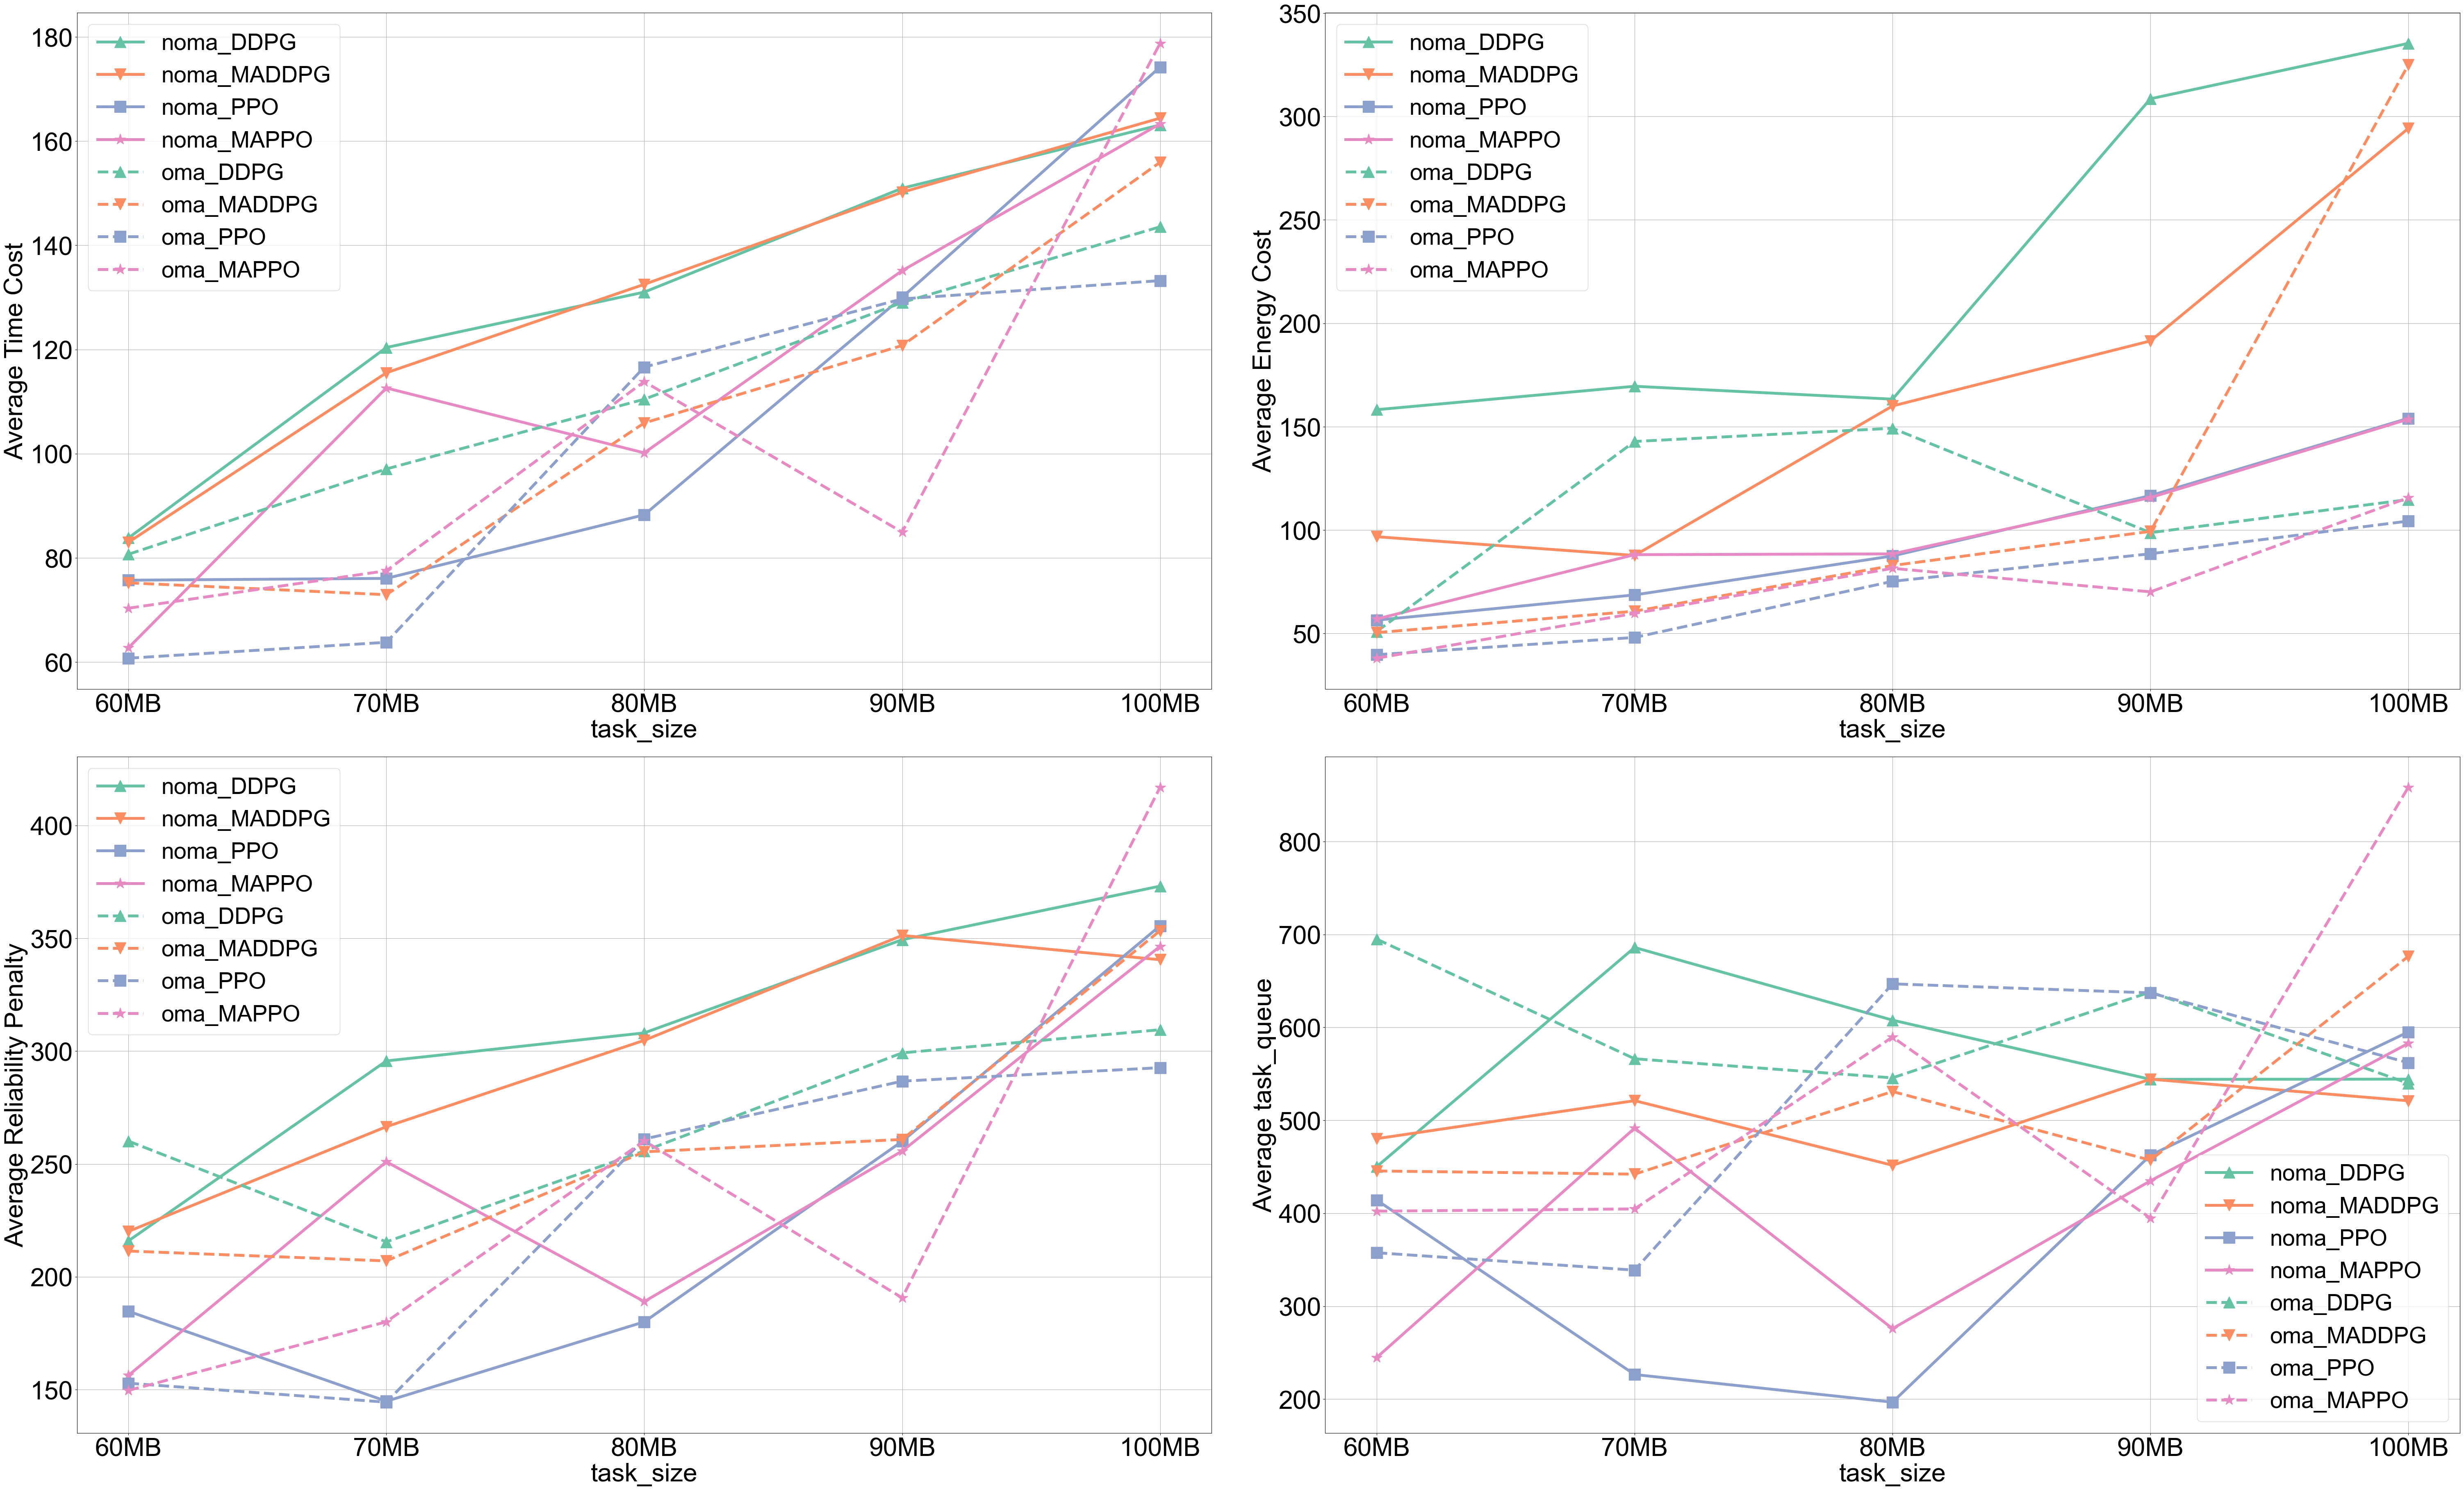 180
160
140
120
100
80
60
Average Time Cost
noma_DDPG
noma_MADDPG
noma_PPO
noma_MAPPO
oma_DDPG
oma_MADDPG
oma_PPO
oma_MAPPO
60MB 70MB 80MB 90MB 100MB
task_size
350
300
250
200
150
100
50
Average Energy Cost
noma_DDPG
noma_MADDPG
noma_PPO
noma_MAPPO
oma_DDPG
oma_MADDPG
oma_PPO
oma_MAPPO
60MB 70MB 80MB 90MB 100MB
task_size
400
350
300
250
200
150
Average Reliability Penalty
noma_DDPG
noma_MADDPG
noma_PPO
noma_MAPPO
oma_DDPG
oma_MADDPG
oma_PPO
oma_MAPPO
60MB 70MB 80MB 90MB 100MB
task_size
800
700
600
500
400
300
200
Average task_queue
noma_DDPG
noma_MADDPG
noma_PPO
noma_MAPPO
oma_DDPG
oma_MADDPG
oma_PPO
oma_MAPPO
60MB 70MB 80MB 90MB 100MB
task_size